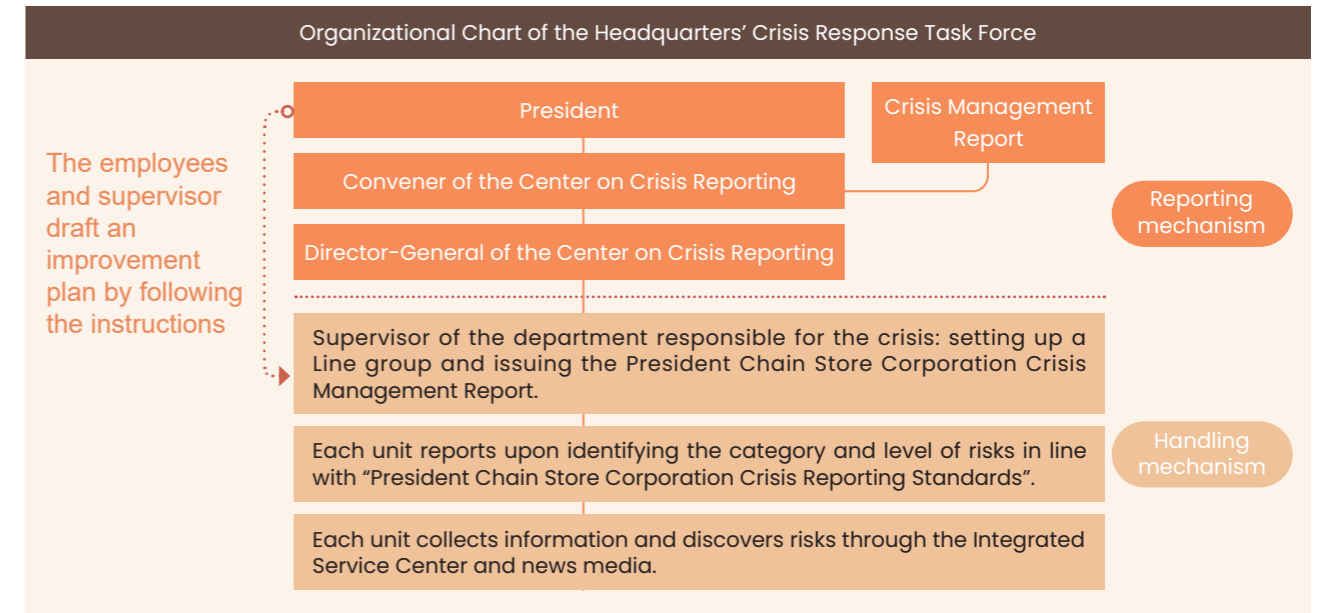 Organizational Chart of the Headquarters’ Crisis Response Task Force
President
Crisis Management
Report
Convener of the Center on Crisis Reporting
Director-General of the Center on Crisis Reporting
Reporting
mechanism
The employees
and supervisor
draft an
improvement
plan by following
the instructions
Supervisor of the department responsible for the crisis: setting up a
Line group and issuing the President Chain Store Corporation Crisis
Management Report.
Each unit reports upon identifying the category and level of risks in line
with “President Chain Store Corporation Crisis Reporting Standards”.
Each unit collects information and discovers risks through the Integrated
Service Center and news media.
Handling
mechanism